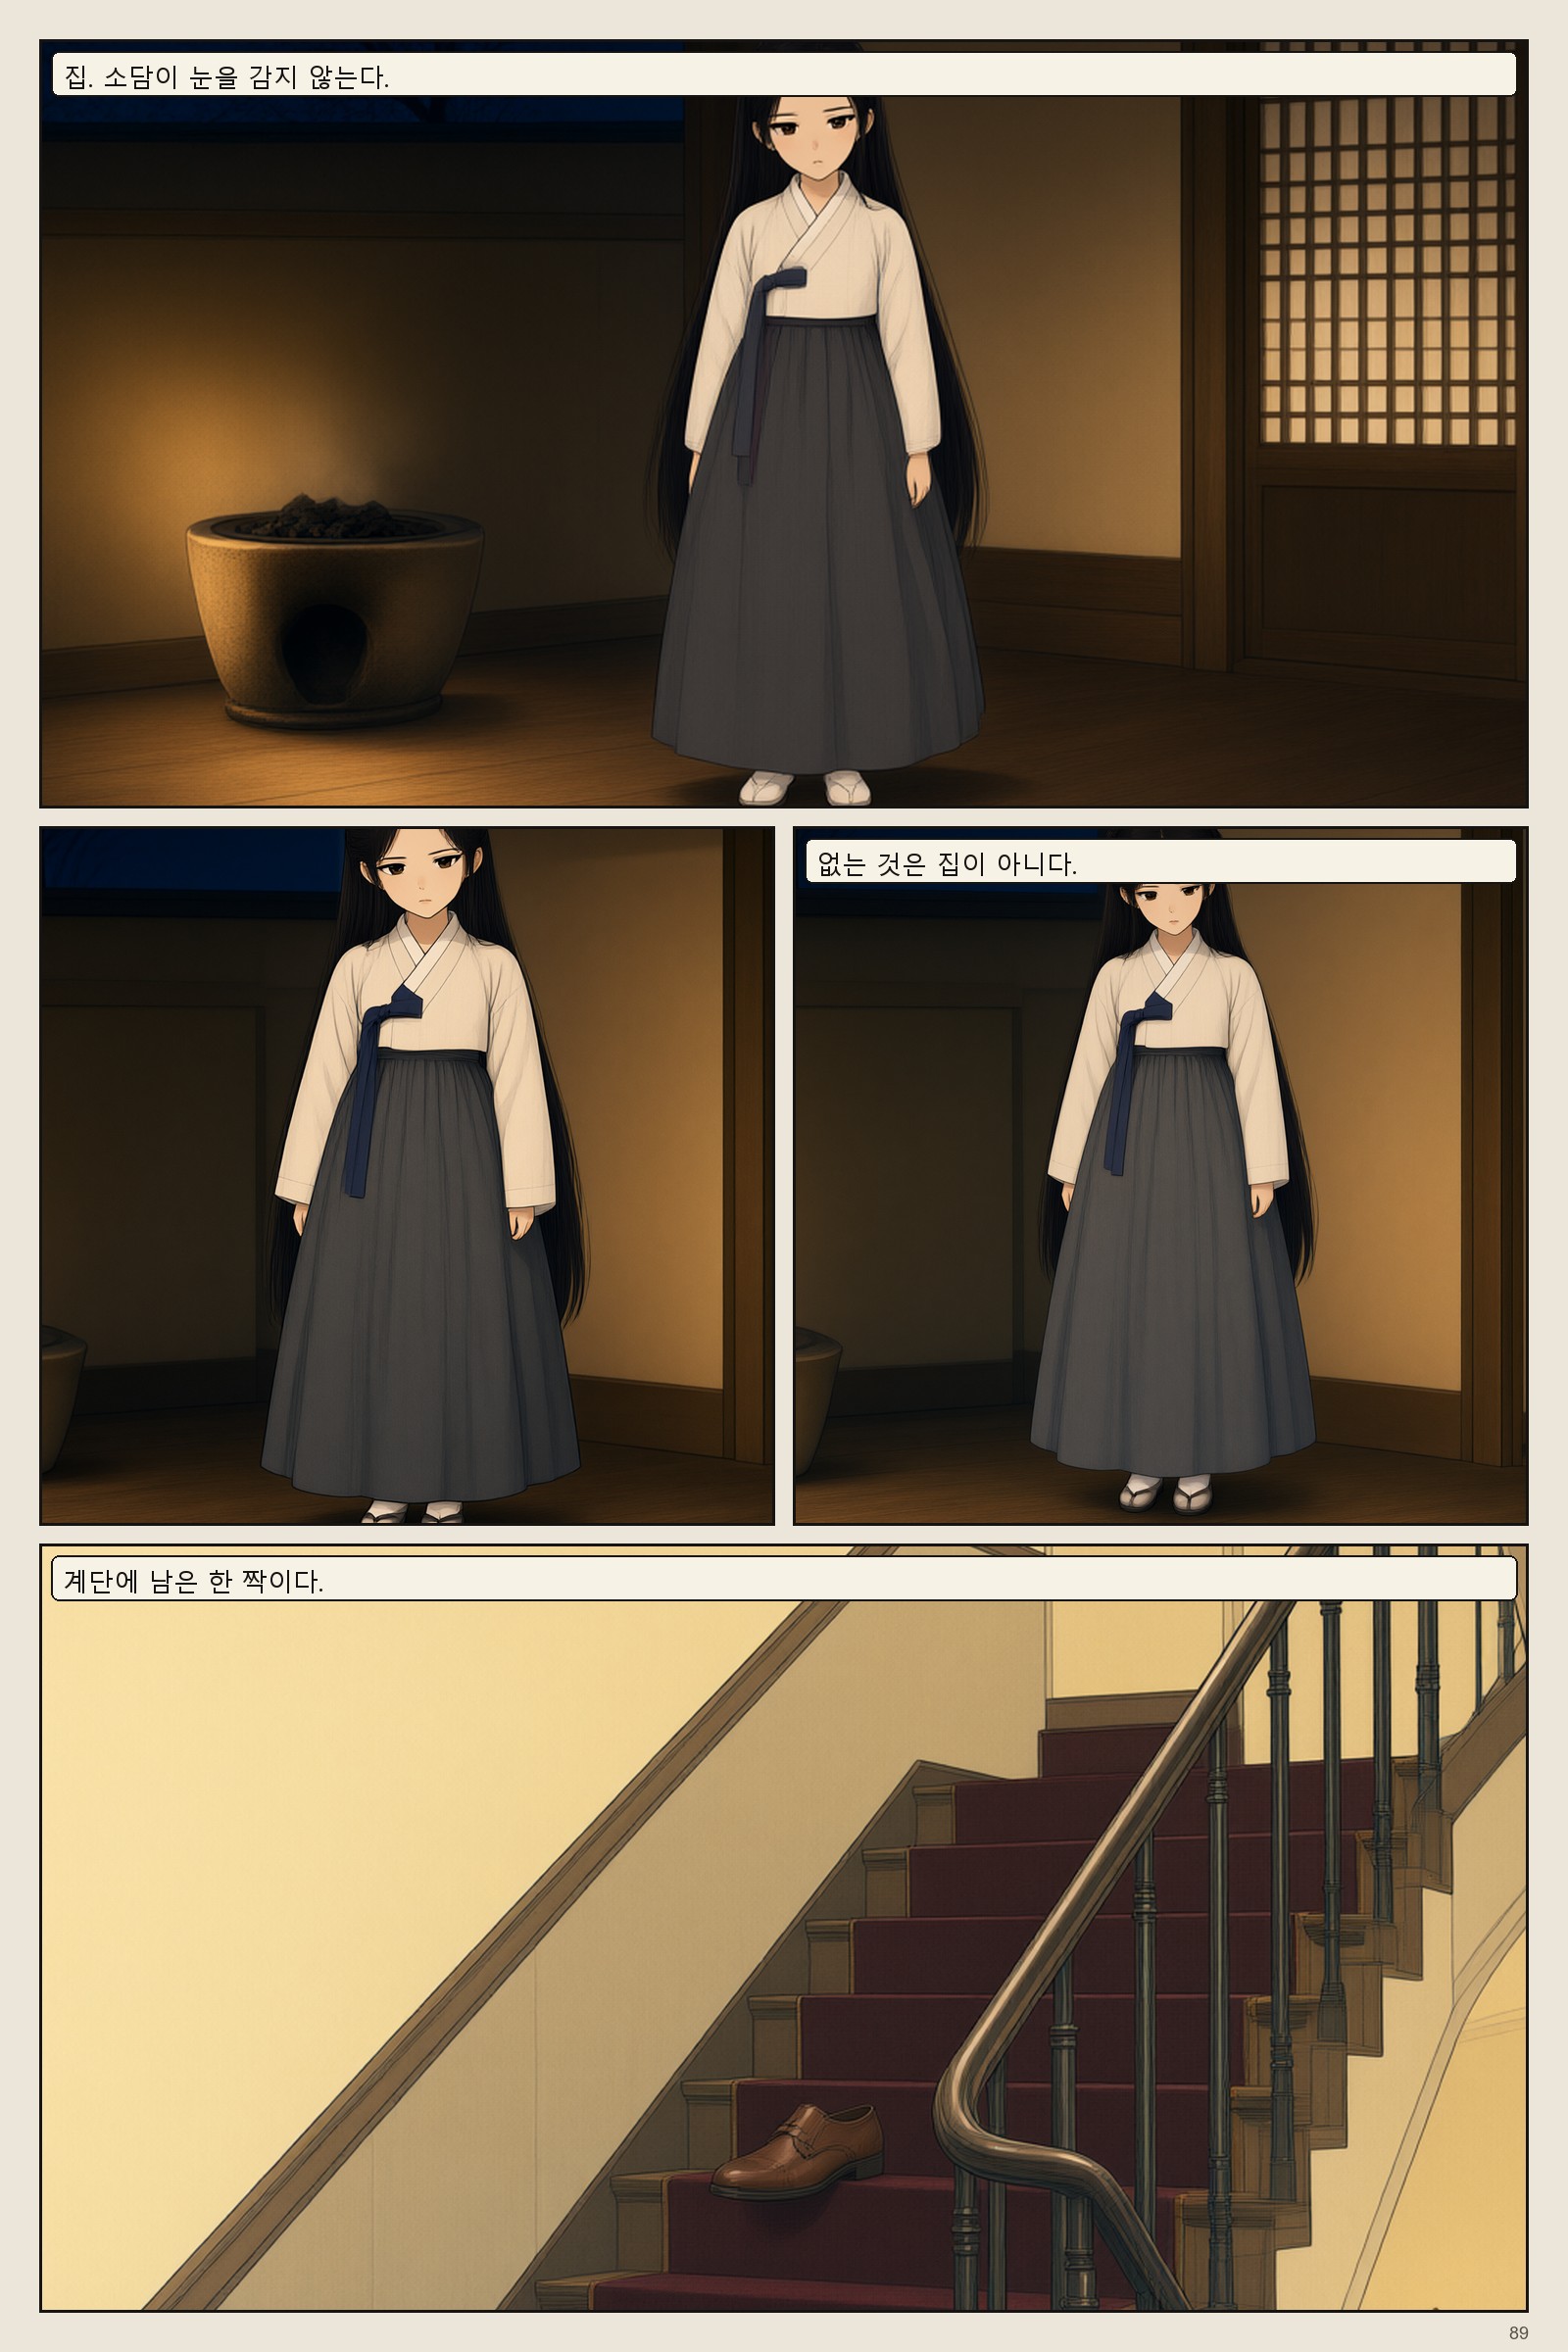 집. 소담이 눈을 감지 않는다.
없는 것은 집이 아니다.
계단에 남은 한 짝이다.
89